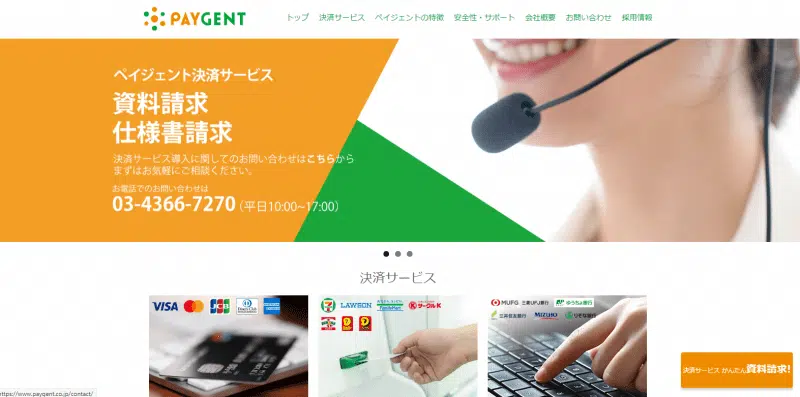 PAYGENT
トップ 決済サービス ペイジェントの特徴 安全性・サポート 会社概要 お問い合わせ 採用情報
ペイジェント決済サービス
資料請求
仕様書請求
決済サービス導入に関してのお問い合わせはこちらから
まずはお気軽にご相談ください。
お電話でのお問い合わせは
03-4366-7270（平日10:00~17:00）
決済サービス
VISA JCB
LAWSON FamilyMart サークルK
MUFG 三菱UFJ銀行 ゆうちょ銀行
三井住友銀行 MIZUHO りそな銀行
決済サービス かんたん資料請求!
https://www.paygent.co.jp/contact/